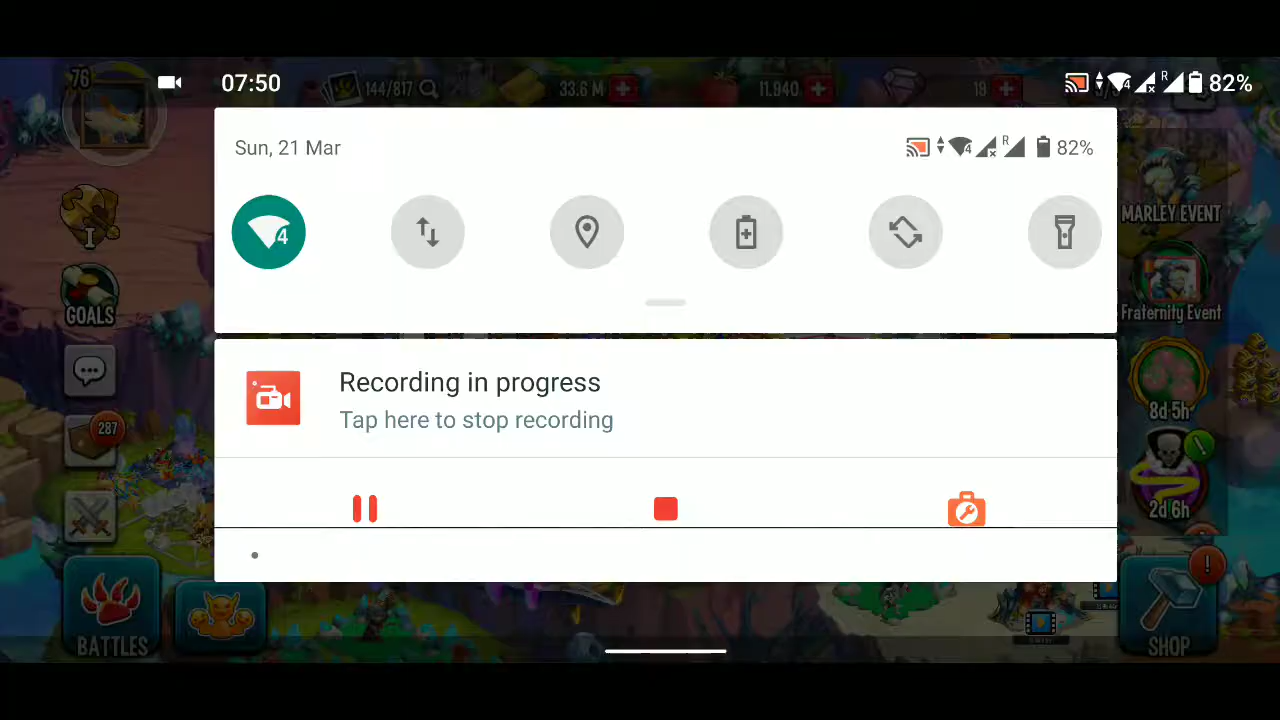 76
07:50
144/817
33.6 M
11.940
19
R
82%
Sun, 21 Mar
4
R
82%
4
MARLEY EVENT
I
GOALS
Fraternity Event
Recording in progress
Tap here to stop recording
8d 5h
287
2d 6h
!
BATTLES
SHOP